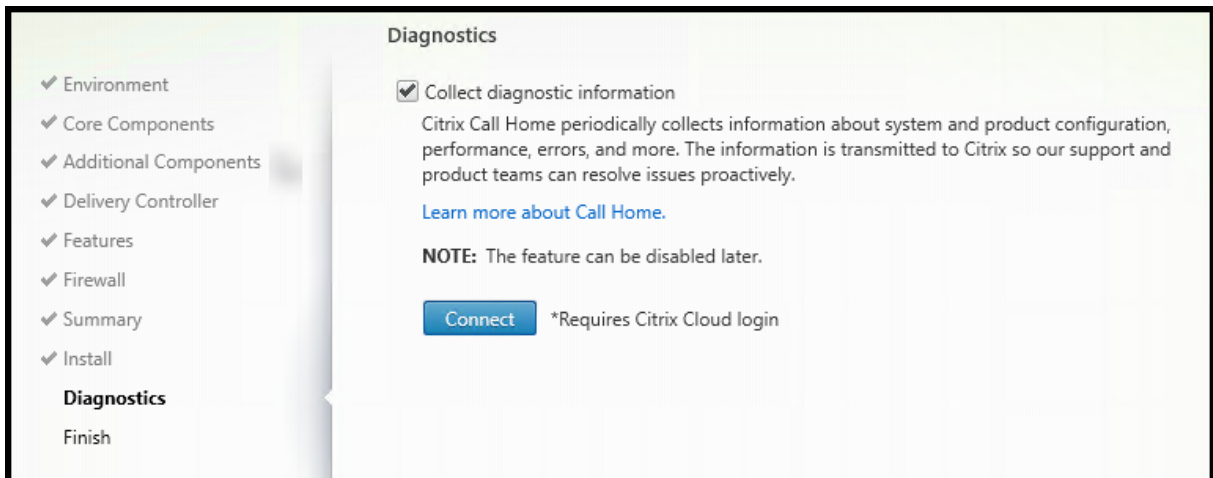 Diagnostics
Environment
Core Components
Additional Components
Delivery Controller
Features
Firewall
Summary
Install
Diagnostics
Finish
Collect diagnostic information
Citrix Call Home periodically collects information about system and product configuration,
performance, errors, and more. The information is transmitted to Citrix so our support and
product teams can resolve issues proactively.
Learn more about Call Home.
NOTE: The feature can be disabled later.
Connect *Requires Citrix Cloud login